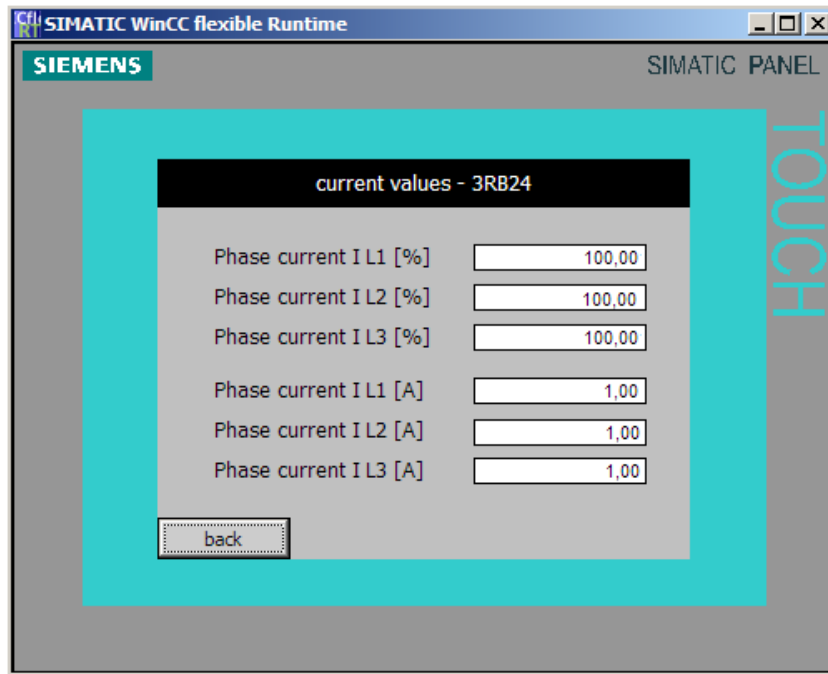 SIMATIC WinCC flexible Runtime
SIEMENS
SIMATIC PANEL
TOUCH
current values - 3RB24
Phase current I L1 [%] 100,00
Phase current I L2 [%] 100,00
Phase current I L3 [%] 100,00
Phase current I L1 [A] 1,00
Phase current I L2 [A] 1,00
Phase current I L3 [A] 1,00
back